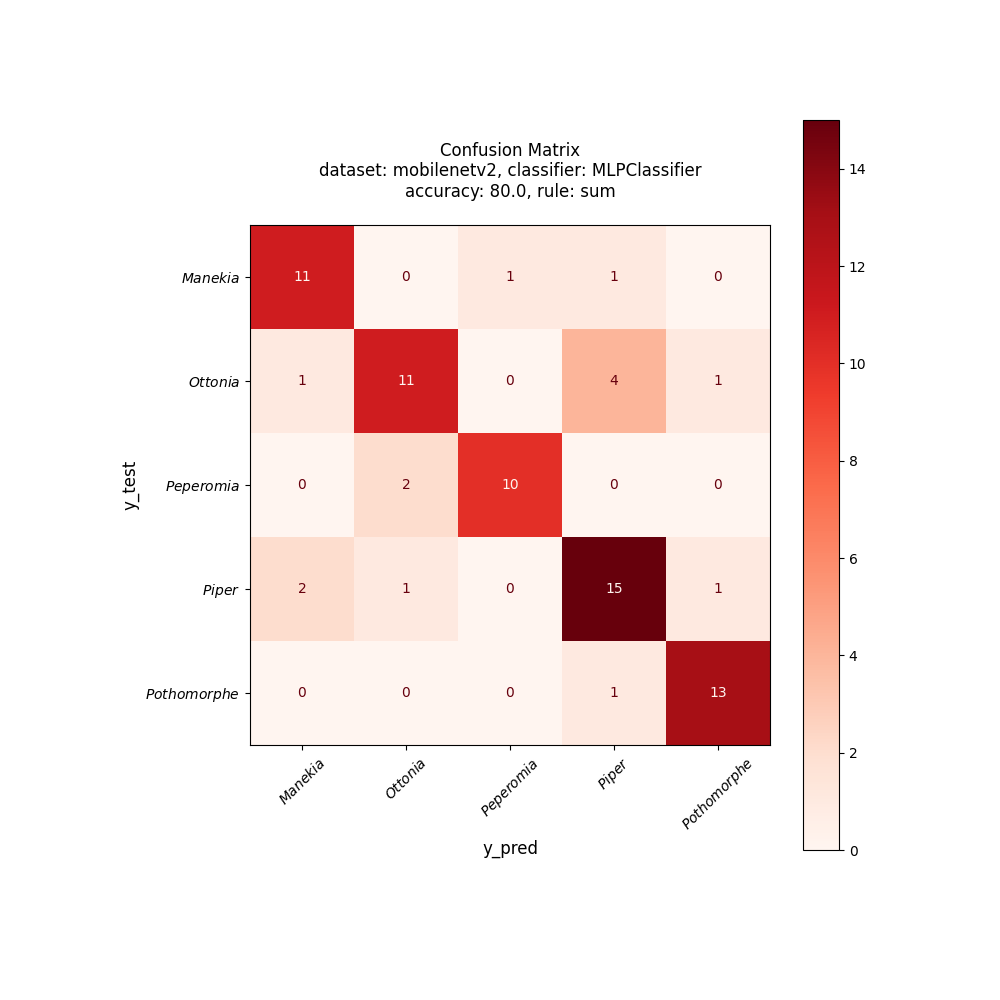 Confusion Matrix
dataset: mobilenetv2, classifier: MLPClassifier
accuracy: 80.0, rule: sum
Manekia 11 0 1 1 0
Ottonia 1 11 0 4 1
Peperomia 0 2 10 0 0
Piper 2 1 0 15 1
Pothomorphe 0 0 0 1 13
Manekia Ottonia Peperomia Piper Pothomorphe
y_test
y_pred
14
12
10
8
6
4
2
0